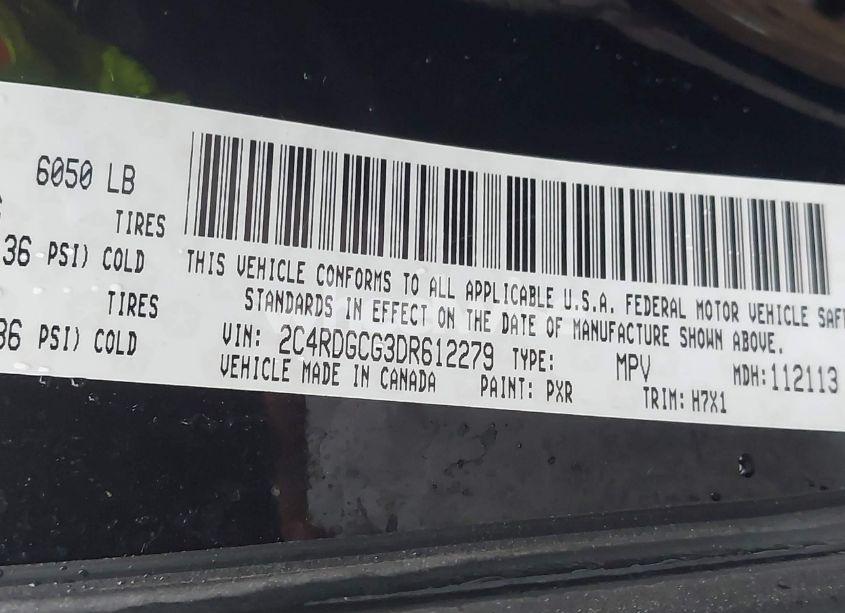 6050 LB
TIRES
36 PSI) COLD
TIRES
36 PSI) COLD
THIS VEHICLE CONFORMS TO ALL APPLICABLE U.S.A. FEDERAL MOTOR VEHICLE SAF
STANDARDS IN EFFECT ON THE DATE OF MANUFACTURE SHOWN ABOVE.
VIN: 2C4RDGCG3DR612279 TYPE: MPV MDH:112113
VEHICLE MADE IN CANADA PAINT: PXR TRIM: H7X1